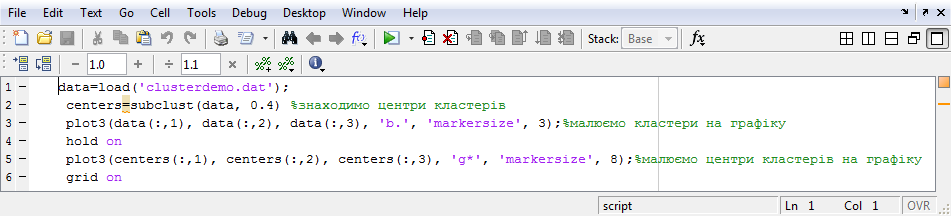 File Edit Text Go Cell Tools Debug Desktop Window Help
Stack: Base fx
1.0 1.1
1 data=load('clusterdemo.dat');
2 centers=subclust(data, 0.4) %знаходимо центри кластерів
3 plot3(data(:,1), data(:,2), data(:,3), 'b.', 'markersize', 3);%малюємо кластери на графіку
4 hold on
5 plot3(centers(:,1), centers(:,2), centers(:,3), 'g*', 'markersize', 8);%малюємо центри кластерів на графіку
6 grid on
script Ln 1 Col 1 OVR